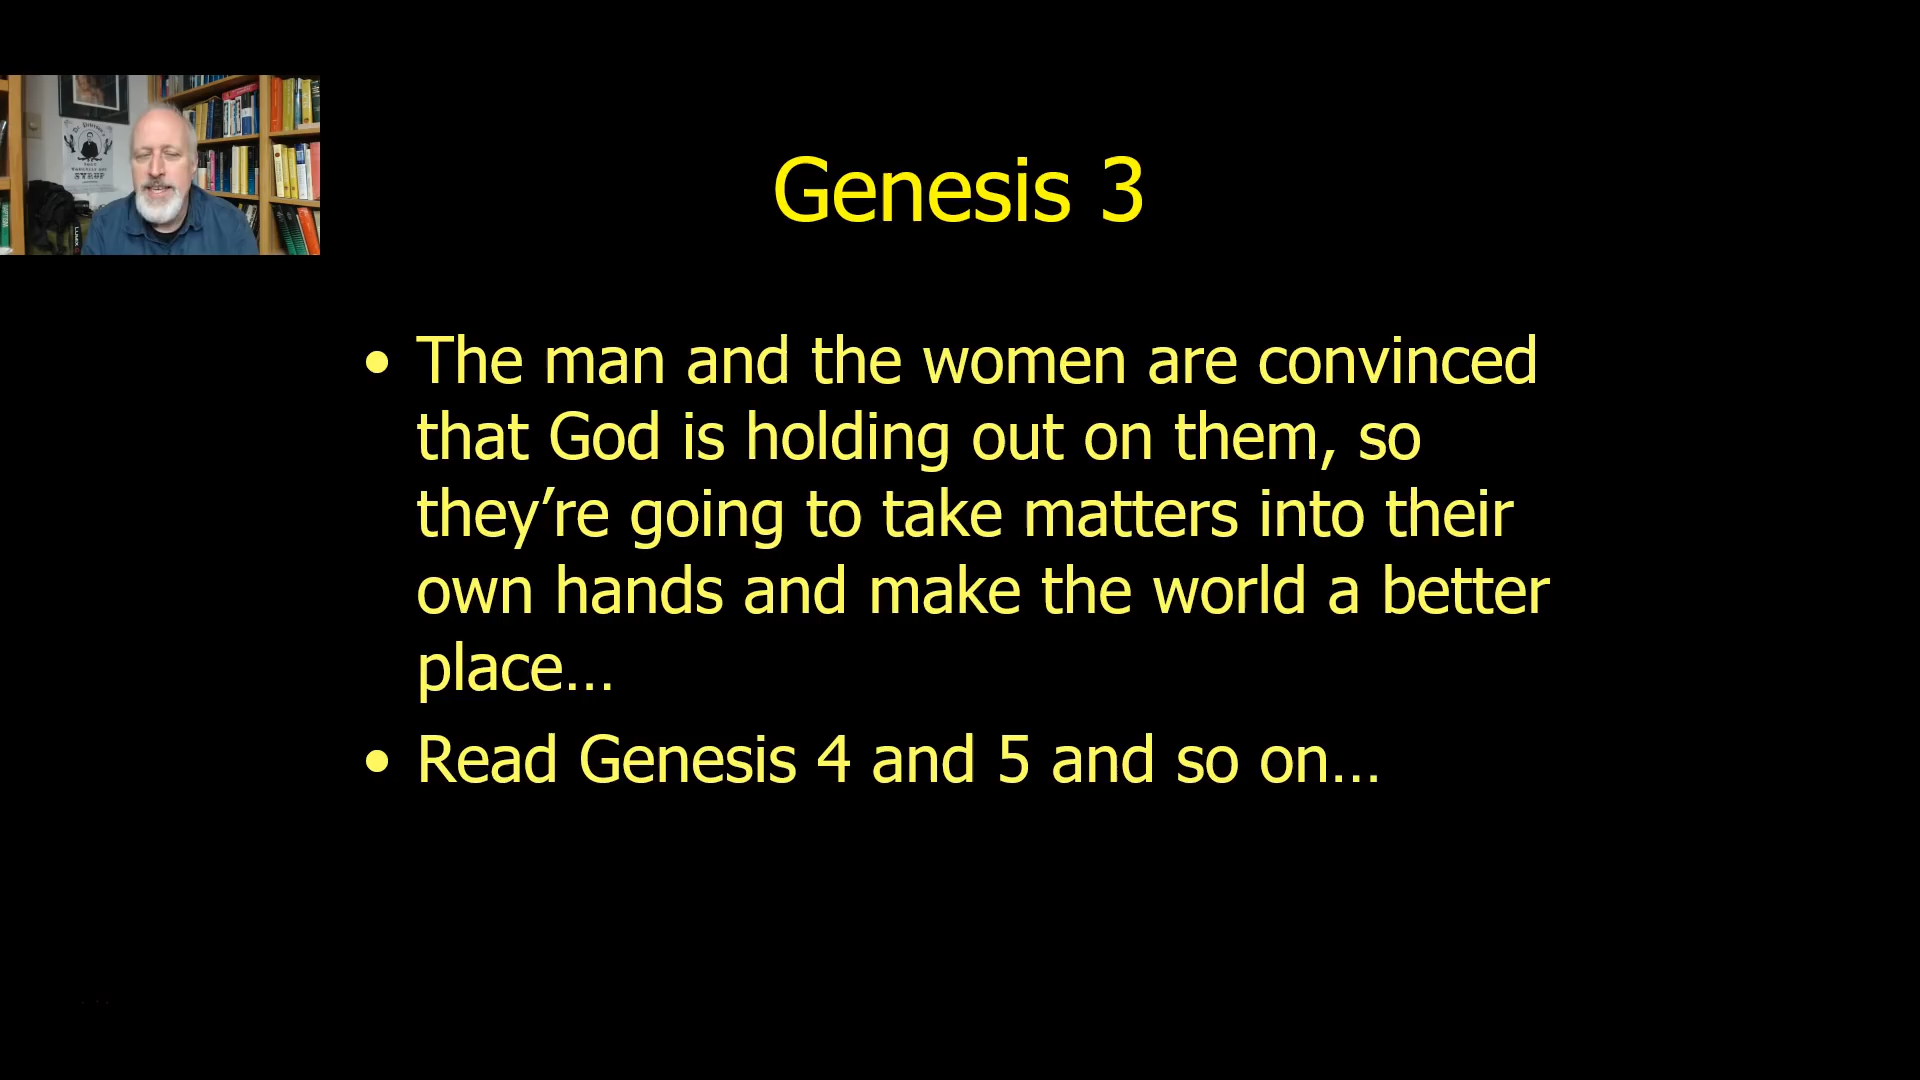 Genesis 3
• The man and the women are convinced
that God is holding out on them, so
they’re going to take matters into their
own hands and make the world a better
place…
• Read Genesis 4 and 5 and so on…
SYRUP
LUMIX